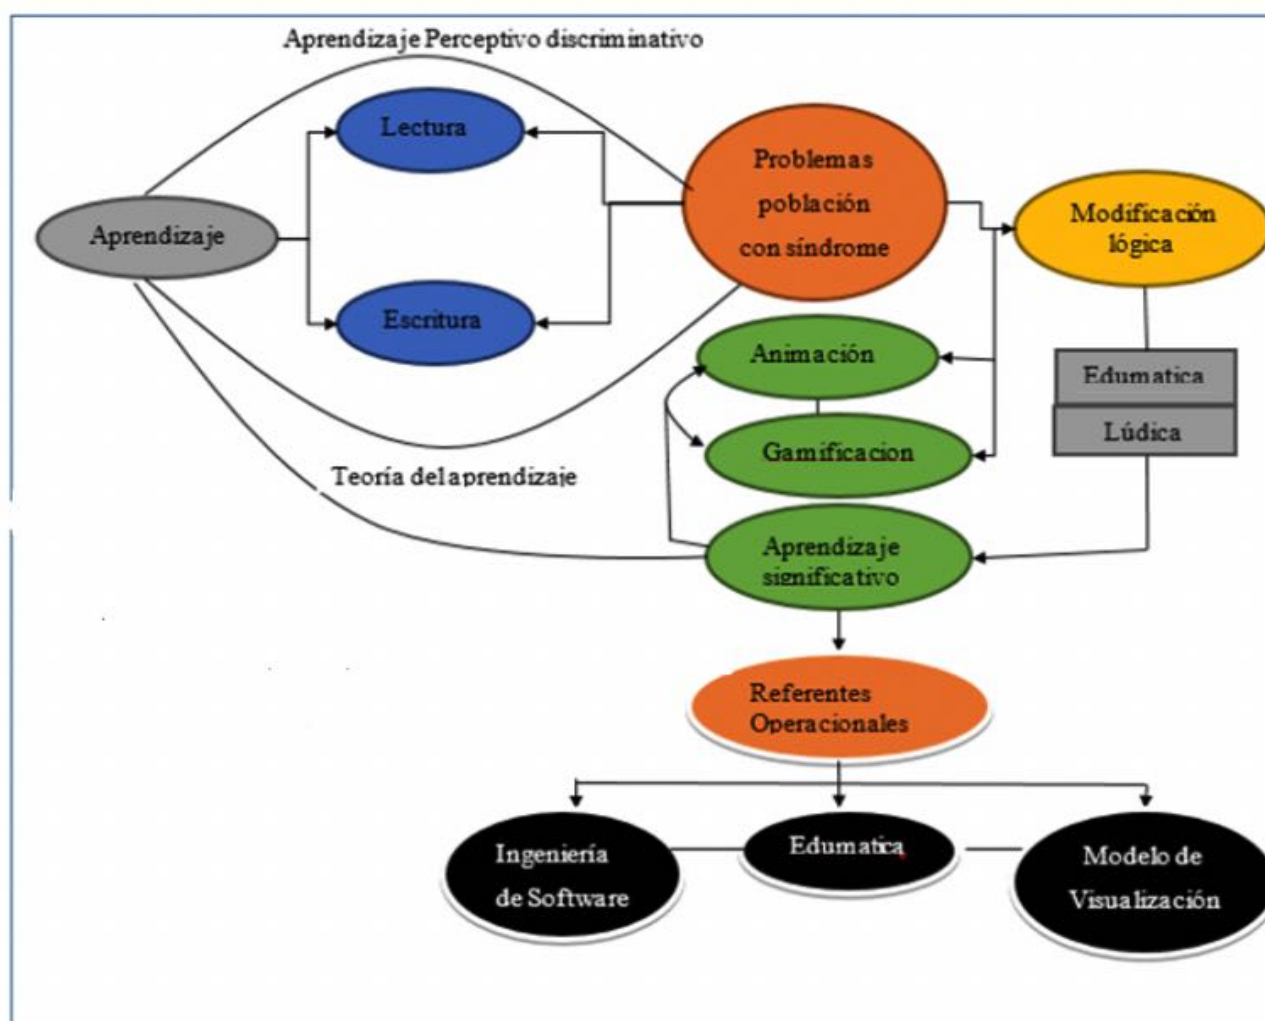 Aprendizaje Perceptivo discriminativo
Lectura
Problemas
población
con síndrome
Modificación
lógica
Aprendizaje
Escritura
Animación
Edumatica
Lúdica
Gamificacion
Teoría del aprendizaje
Aprendizaje
significativo
Referentes
Operacionales
Ingeniería
de Software
Edumatica
Modelo de
Visualización